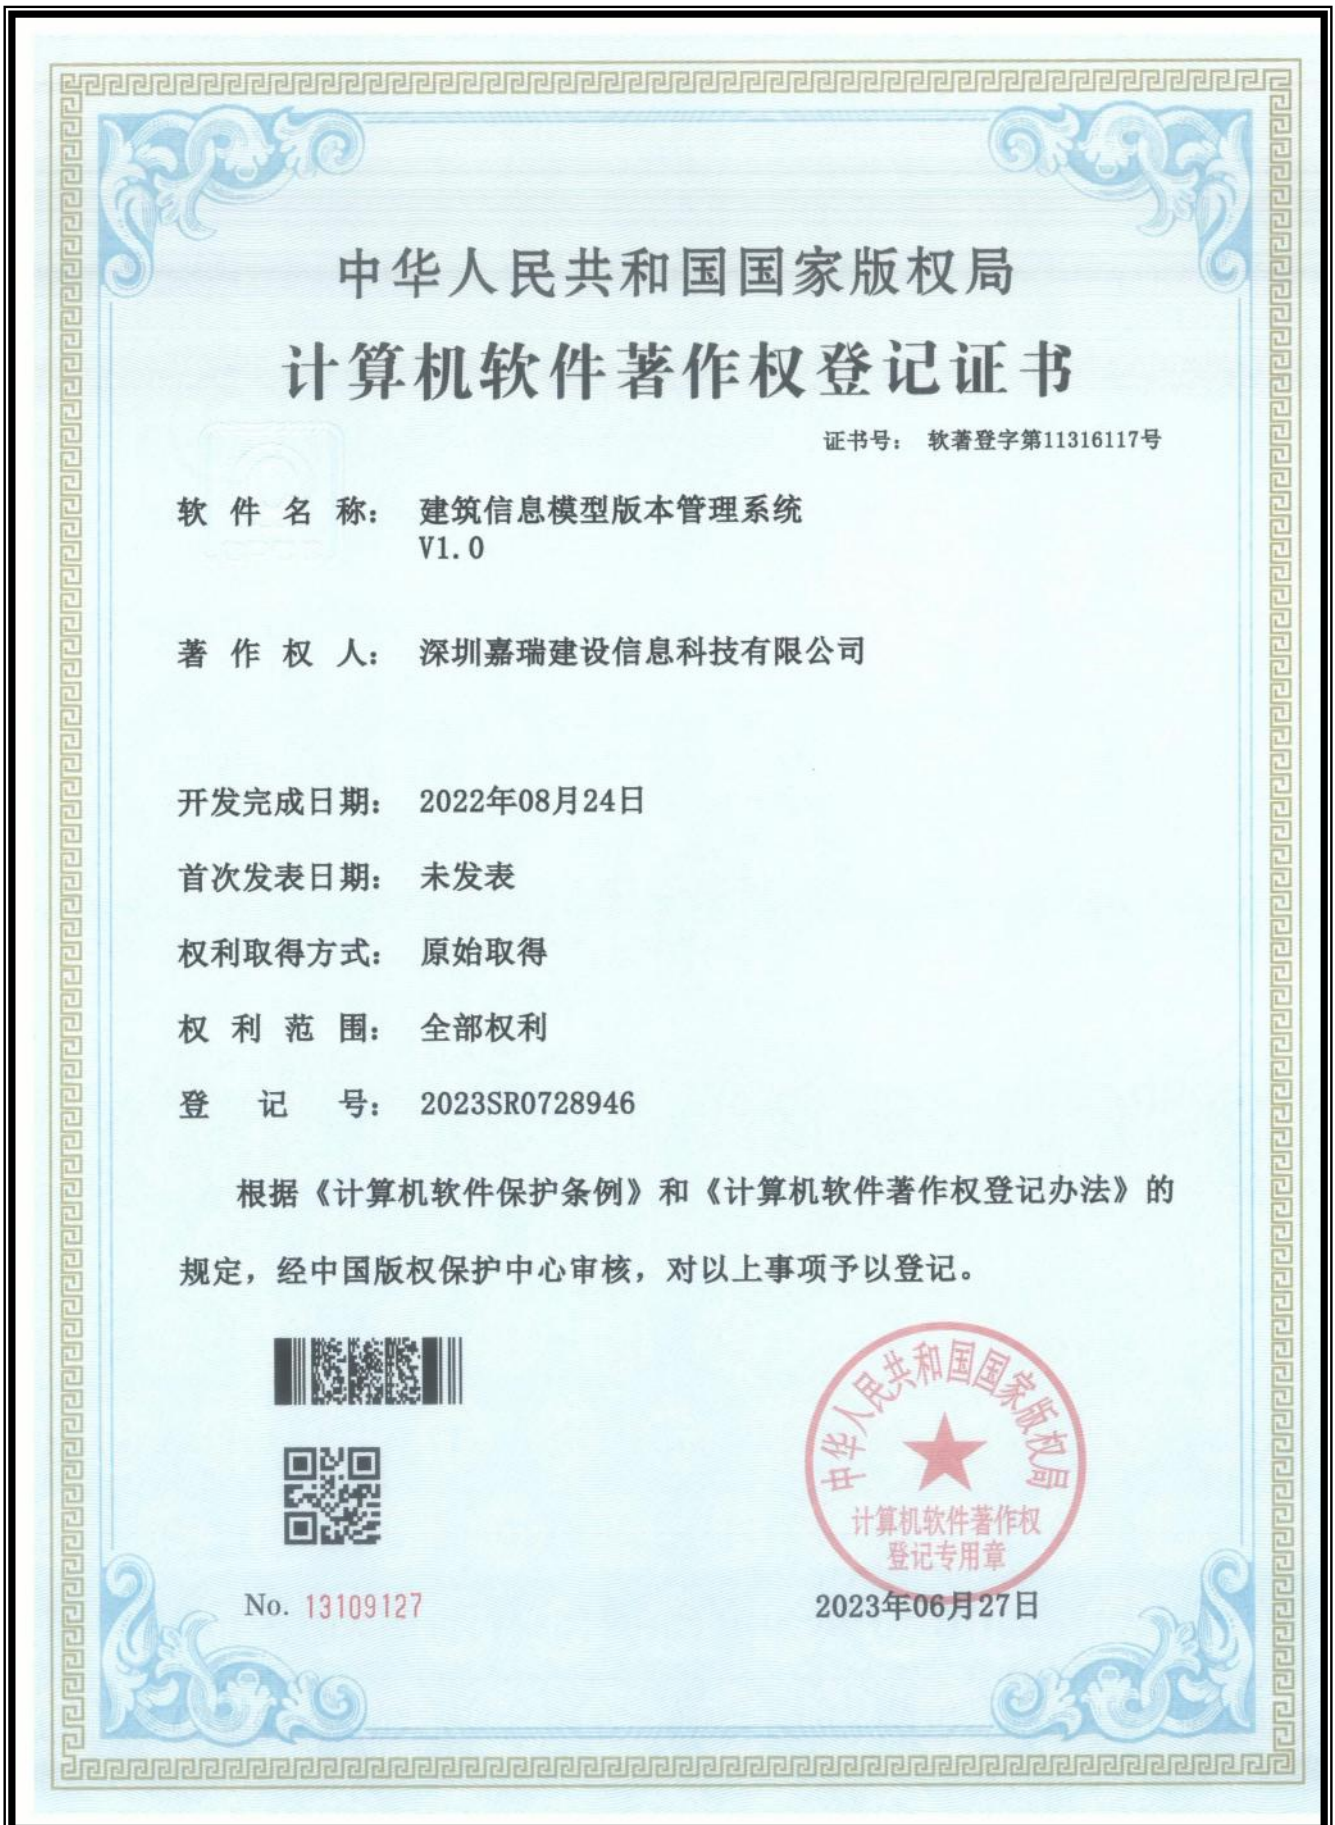 中华人民共和国国家版权局
计算机软件著作权登记证书
证书号： 软著登字第11316117号
软件名称： 建筑信息模型版本管理系统
V1.0
著作权人： 深圳嘉瑞建设信息科技有限公司
开发完成日期： 2022年08月24日
首次发表日期： 未发表
权利取得方式： 原始取得
权利范围： 全部权利
登记号： 2023SR0728946
根据《计算机软件保护条例》和《计算机软件著作权登记办法》的
规定，经中国版权保护中心审核，对以上事项予以登记。
中华人民共和国国家版权局
计算机软件著作权
登记专用章
No. 13109127
2023年06月27日